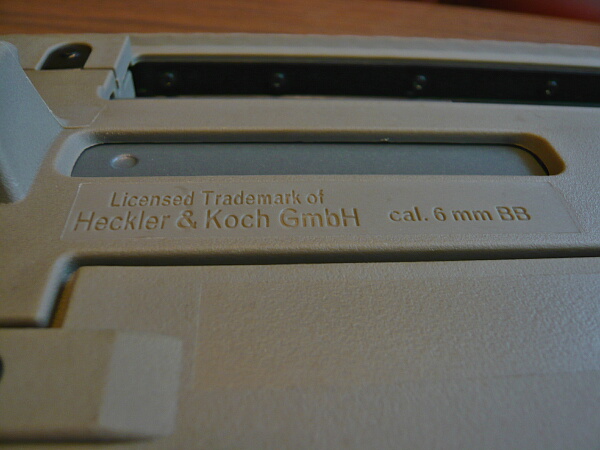 Licensed Trademark of
Heckler & Koch GmbH cal. 6 mm BB